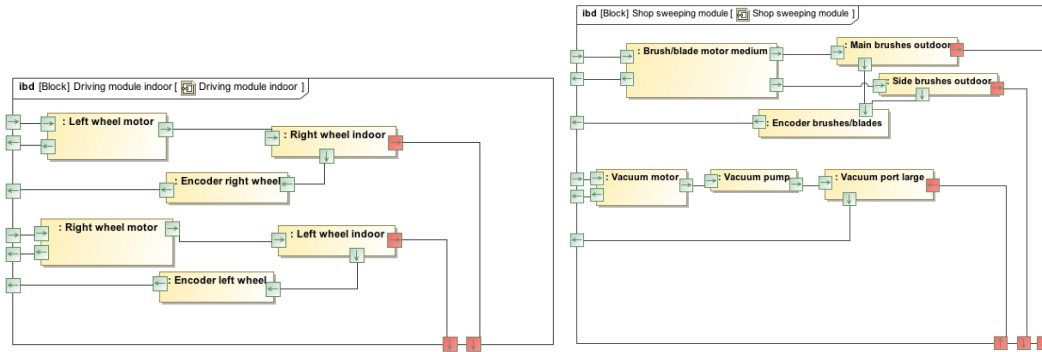 ibd [Block] Driving module indoor [ Driving module indoor ]
: Left wheel motor
: Right wheel indoor
: Encoder right wheel
: Right wheel motor
: Left wheel indoor
: Encoder left wheel
ibd [Block] Shop sweeping module [ Shop sweeping module ]
: Brush/blade motor medium
: Main brushes outdoor
: Side brushes outdoor
: Encoder brushes/blades
: Vacuum motor
: Vacuum pump
: Vacuum port large